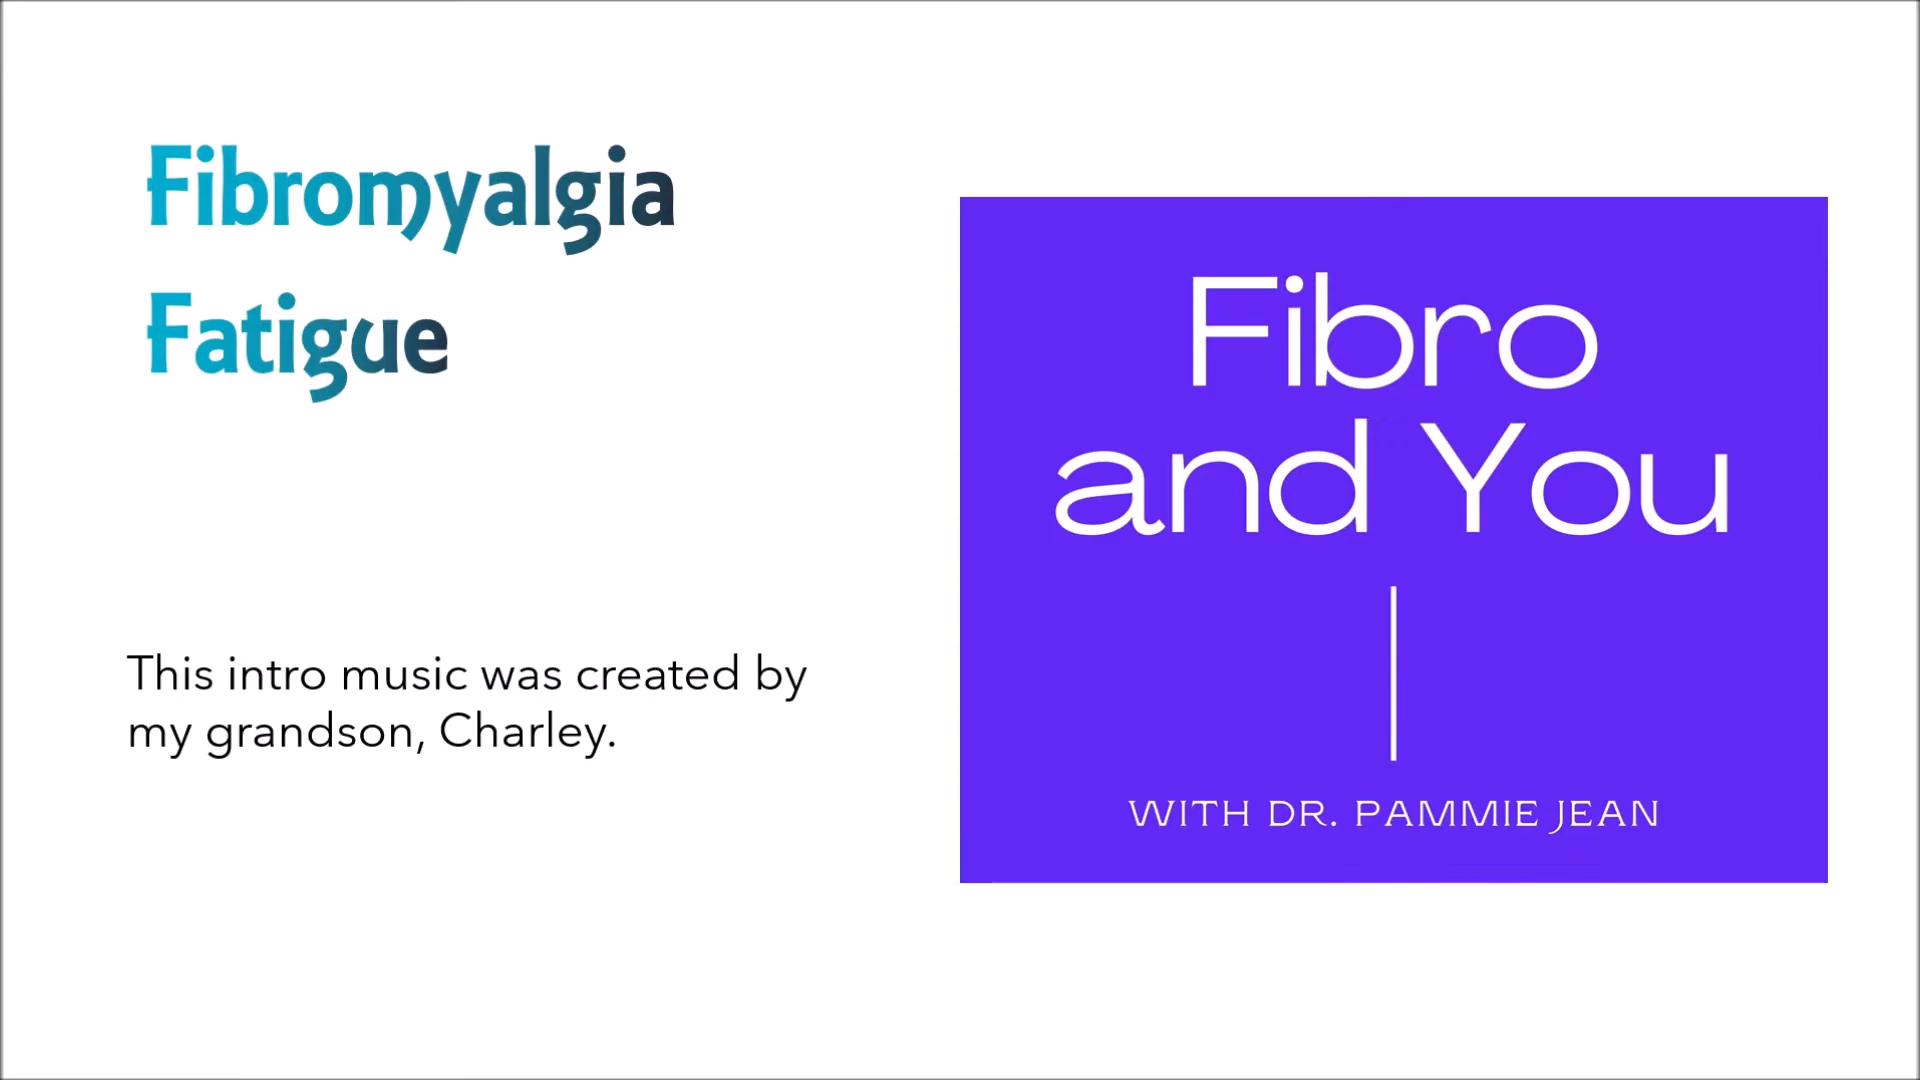 Fibromyalgia
Fatigue
This intro music was created by
my grandson, Charley.
Fibro
and You
WITH DR. PAMMIE JEAN